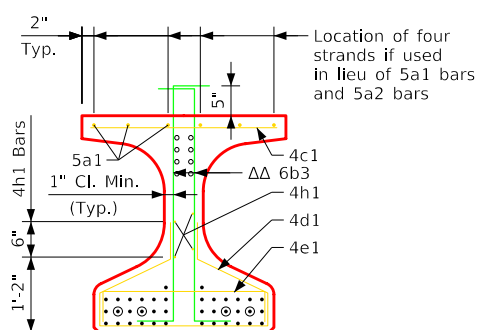 2"
Typ.
Location of four
strands if used
in lieu of 5a1 bars
and 5a2 bars
5"
4h1 Bars
5a1
4c1
1" Cl. Min.
(Typ.)
ΔΔ 6b3
4h1
6"
4d1
4e1
1'-2"